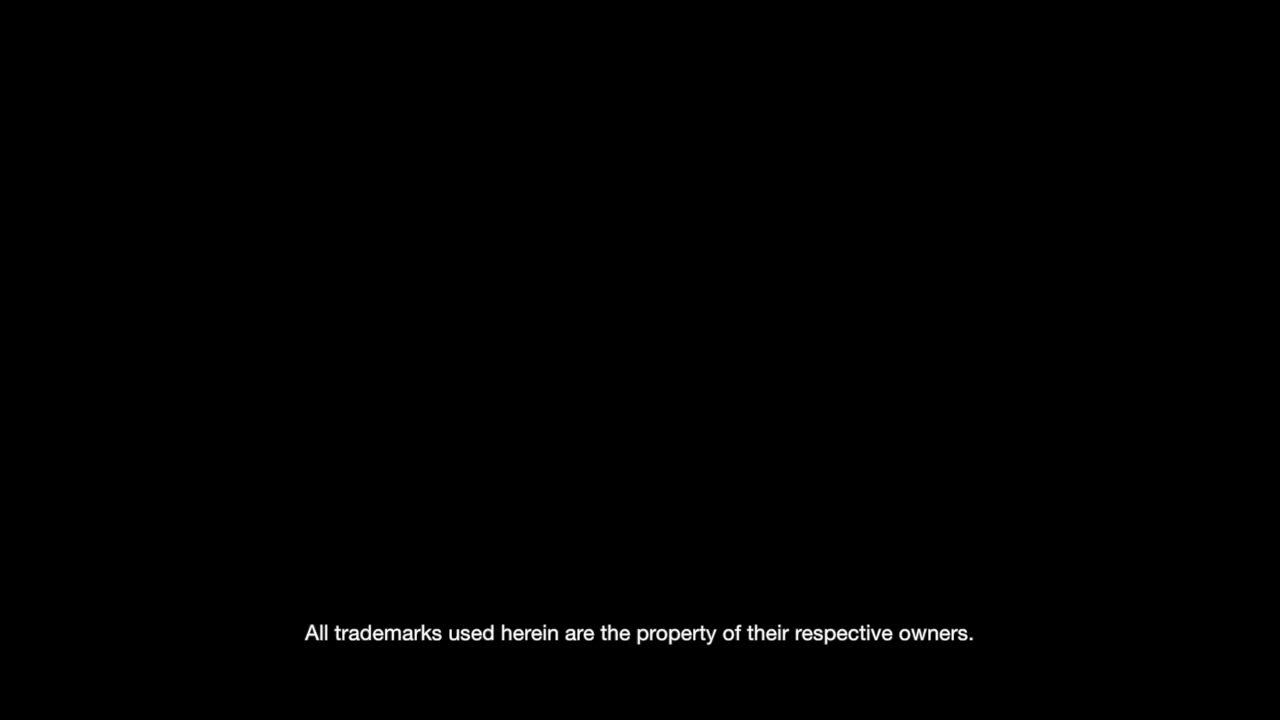 All trademarks used herein are the property of their respective owners.